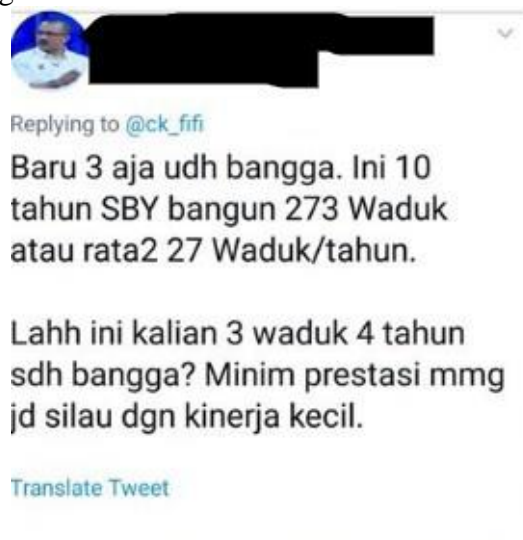 Replying to @ck_fifi
Baru 3 aja udh bangga. Ini 10
tahun SBY bangun 273 Waduk
atau rata2 27 Waduk/tahun.
Lahh ini kalian 3 waduk 4 tahun
sdh bangga? Minim prestasi mmg
jd silau dgn kinerja kecil.
Translate Tweet